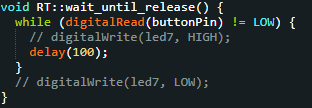 void RT::wait_until_release() {
  while (digitalRead(buttonPin) != LOW) {
    // digitalWrite(led7, HIGH);
    delay(100);
  }
  // digitalWrite(led7, LOW);
}